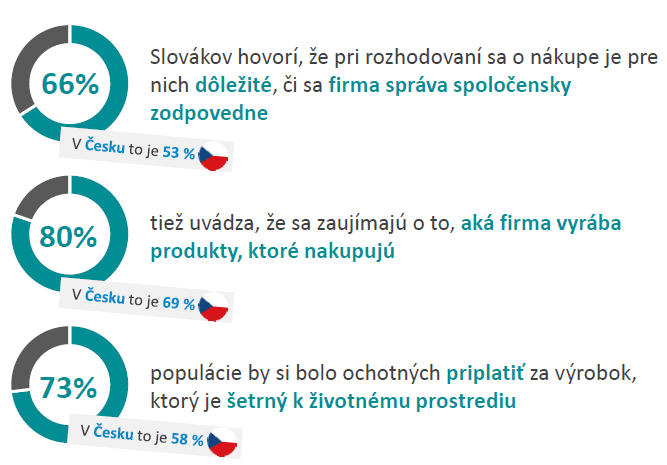 66%
Slovákov hovorí, že pri rozhodovaní sa o nákupe je pre
nich dôležité, či sa firma správa spoločensky
zodpovedne
V Česku to je 53 %
80%
tiež uvádza, že sa zaujímajú o to, aká firma vyrába
produkty, ktoré nakupujú
V Česku to je 69 %
73%
populácie by si bolo ochotných priplatiť za výrobok,
ktorý je šetrný k životnému prostrediu
V Česku to je 58 %